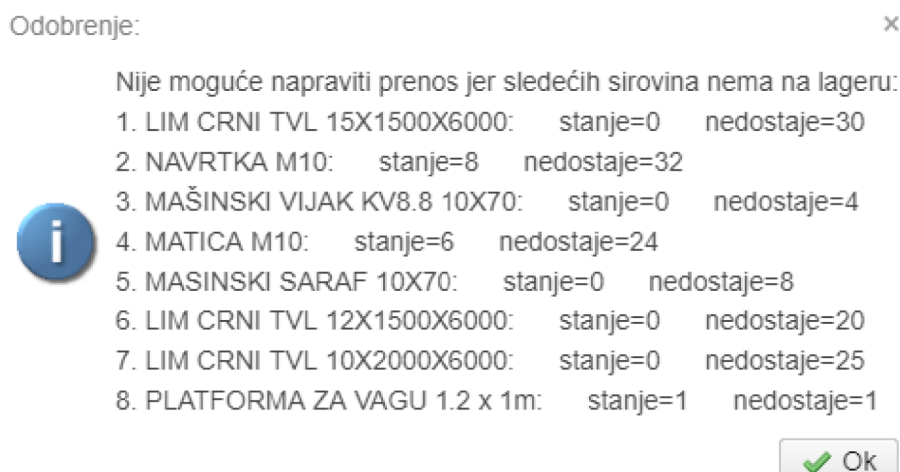 Odobrenje:
Nije moguće napraviti prenos jer sledećih sirovina nema na lageru:
1. LIM CRNI TVL 15X1500X6000: stanje=0 nedostaje=30
2. NAVRTKA M10: stanje=8 nedostaje=32
3. MAŠINSKI VIJAK KV8.8 10X70: stanje=0 nedostaje=4
4. MATICA M10: stanje=6 nedostaje=24
5. MASINSKI SARAF 10X70: stanje=0 nedostaje=8
6. LIM CRNI TVL 12X1500X6000: stanje=0 nedostaje=20
7. LIM CRNI TVL 10X2000X6000: stanje=0 nedostaje=25
8. PLATFORMA ZA VAGU 1.2 x 1m: stanje=1 nedostaje=1
Ok